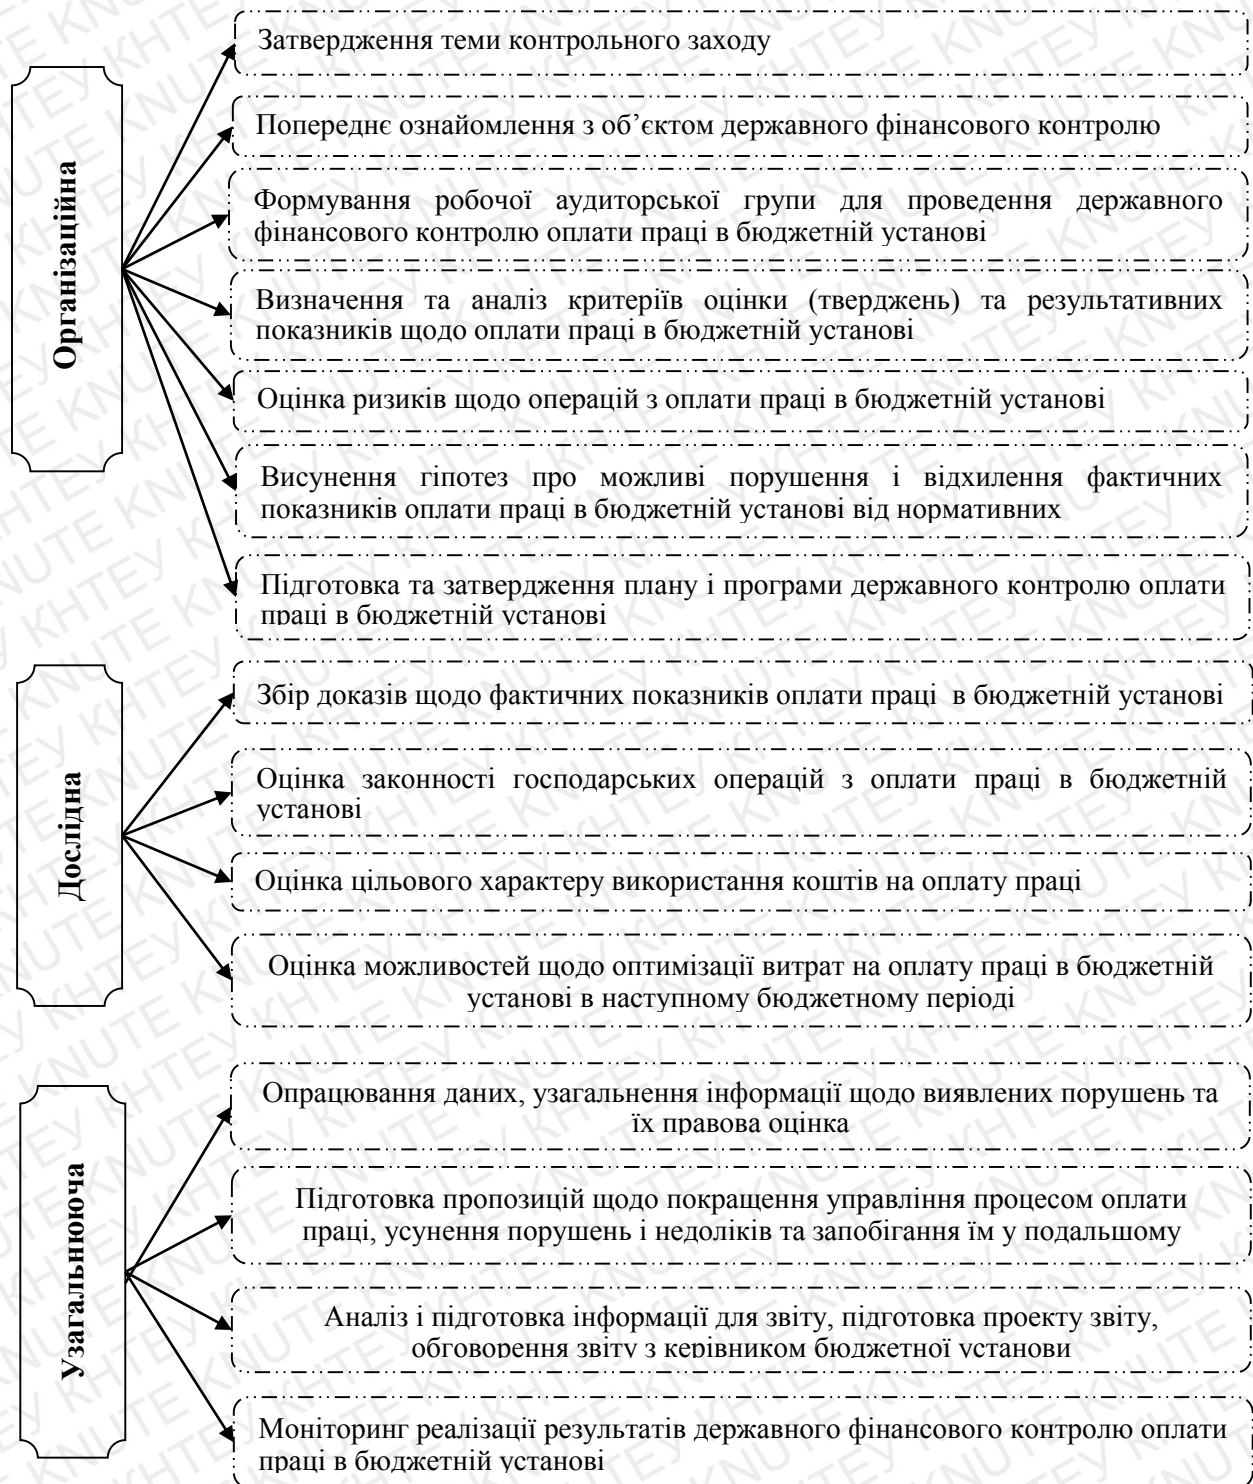 Організаційна
Затвердження теми контрольного заходу
Попереднє ознайомлення з об’єктом державного фінансового контролю
Формування робочої аудиторської групи для проведення державного
фінансового контролю оплати праці в бюджетній установі
Визначення та аналіз критеріїв оцінки (тверджень) та результативних
показників щодо оплати праці в бюджетній установі
Оцінка ризиків щодо операцій з оплати праці в бюджетній установі
Висунення гіпотез про можливі порушення і відхилення фактичних
показників оплати праці в бюджетній установі від нормативних
Підготовка та затвердження плану і програми державного контролю оплати
праці в бюджетній установі
Дослідна
Збір доказів щодо фактичних показників оплати праці в бюджетній установі
Оцінка законності господарських операцій з оплати праці в бюджетній
установі
Оцінка цільового характеру використання коштів на оплату праці
Оцінка можливостей щодо оптимізації витрат на оплату праці в бюджетній
установі в наступному бюджетному періоді
Узагальнююча
Опрацювання даних, узагальнення інформації щодо виявлених порушень та
їх правова оцінка
Підготовка пропозицій щодо покращення управління процесом оплати
праці, усунення порушень і недоліків та запобігання їм у подальшому
Аналіз і підготовка інформації для звіту, підготовка проекту звіту,
обговорення звіту з керівником бюджетної установи
Моніторинг реалізації результатів державного фінансового контролю оплати
праці в бюджетній установі